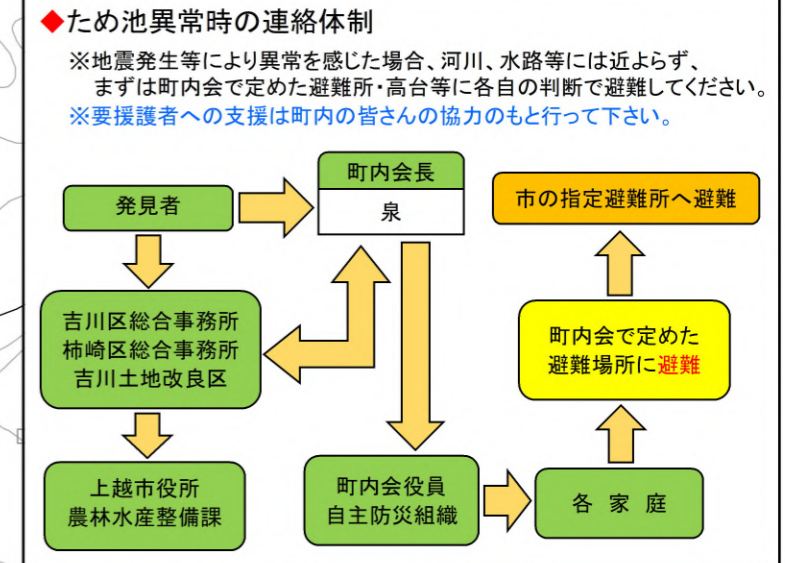 ◆ため池異常時の連絡体制
※地震発生等により異常を感じた場合、河川、水路等には近よらず、
まずは町内会で定めた避難所・高台等に各自の判断で避難してください。
※要援護者への支援は町内の皆さんの協力のもと行って下さい。
発見者
町内会長
泉
市の指定避難所へ避難
吉川区総合事務所
柿崎区総合事務所
吉川土地改良区
町内会で定めた
避難場所に避難
上越市役所
農林水産整備課
町内会役員
自主防災組織
各 家 庭